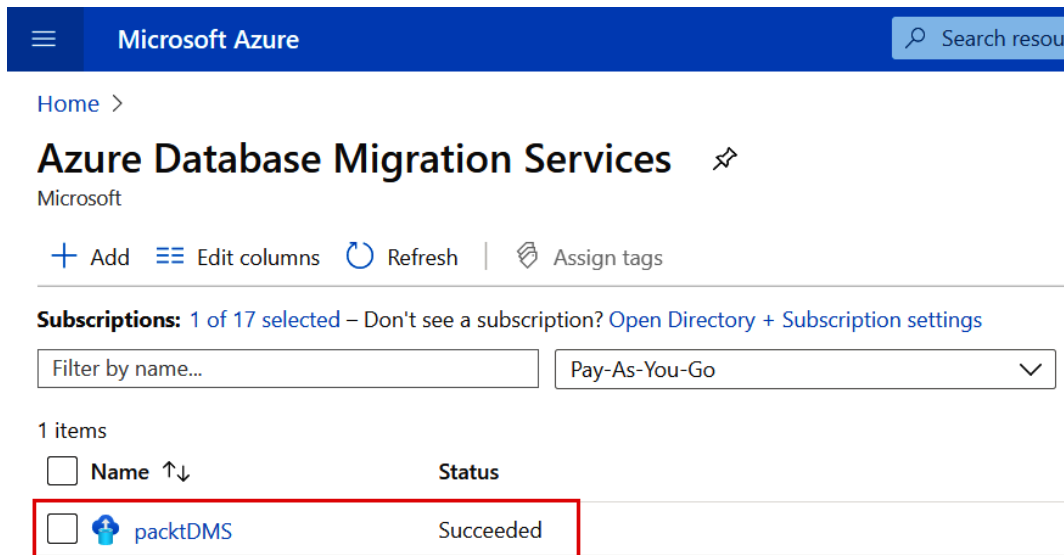 Microsoft Azure
Search resou
Home >
Azure Database Migration Services
Microsoft
+ Add Edit columns Refresh | Assign tags
Subscriptions: 1 of 17 selected – Don't see a subscription? Open Directory + Subscription settings
Filter by name... Pay-As-You-Go
1 items
Name ↑↓ Status
packtDMS Succeeded